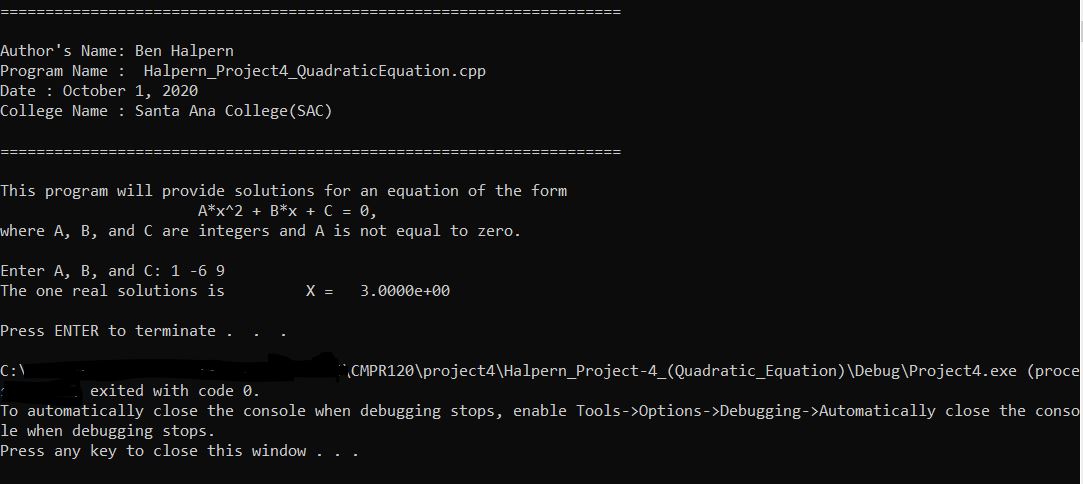 =====================================================================
Author's Name: Ben Halpern
Program Name :  Halpern_Project4_QuadraticEquation.cpp
Date : October 1, 2020
College Name : Santa Ana College(SAC)
=====================================================================
This program will provide solutions for an equation of the form
A*x^2 + B*x + C = 0,
where A, B, and C are integers and A is not equal to zero.
Enter A, B, and C: 1 -6 9
The one real solutions is         X =   3.0000e+00
Press ENTER to terminate .  .  .
C:\ \CMPR120\project4\Halpern_Project-4_(Quadratic_Equation)\Debug\Project4.exe (proce
exited with code 0.
To automatically close the console when debugging stops, enable Tools->Options->Debugging->Automatically close the conso
le when debugging stops.
Press any key to close this window . . .